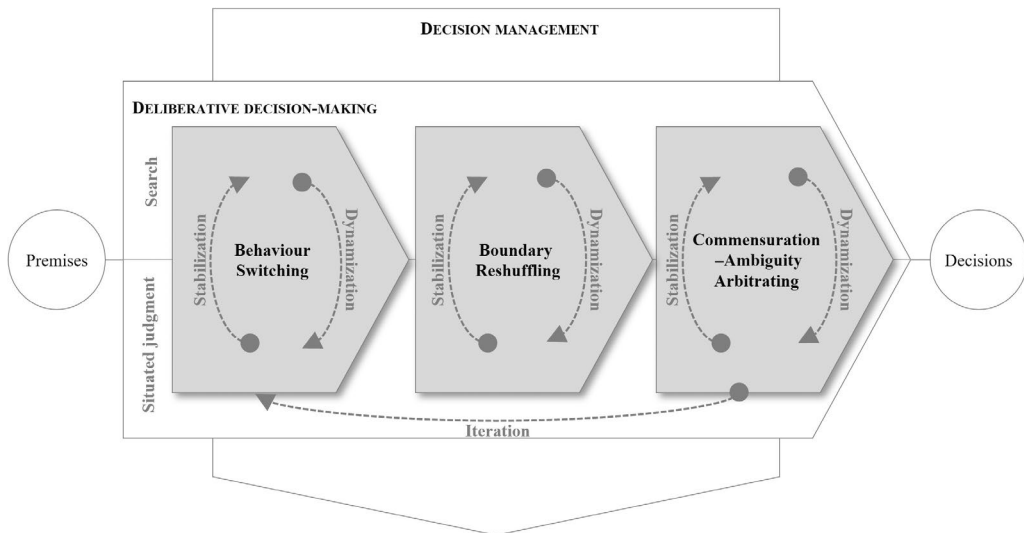 DECISION MANAGEMENT
DELIBERATIVE DECISION-MAKING
Search
Situated judgment
Premises
Stabilization
Behaviour
Switching
Dynamization
Stabilization
Boundary
Reshuffling
Dynamization
Stabilization
Commensuration
–Ambiguity
Arbitrating
Dynamization
Decisions
Iteration